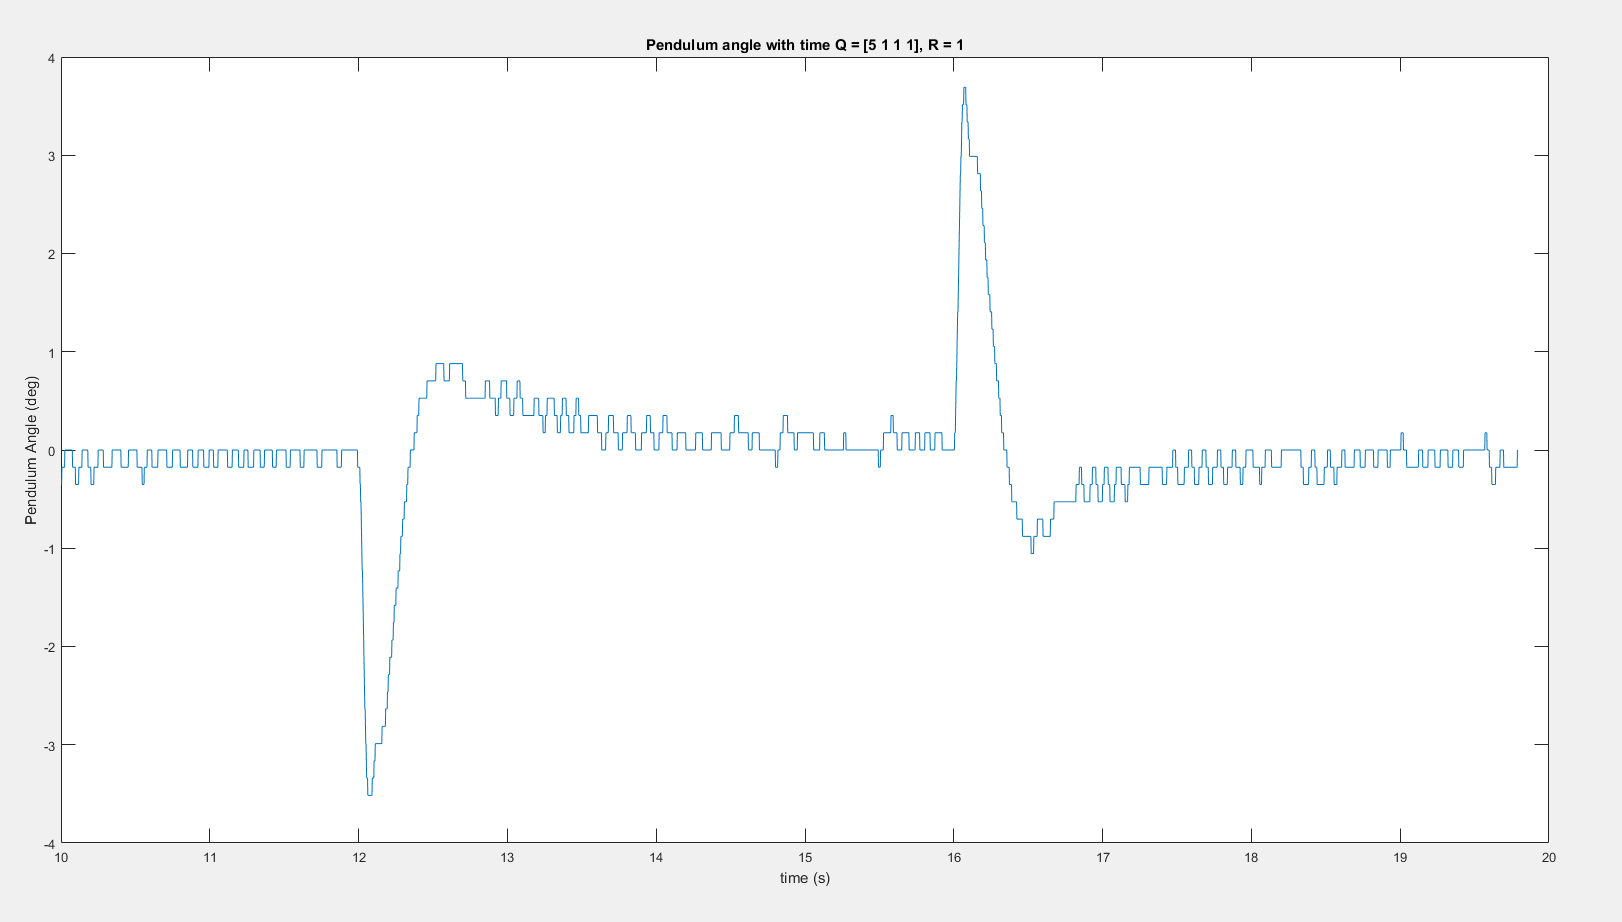 Pendulum angle with time Q = [5 1 1 1], R = 1
4
3
2
1
0
-1
-2
-3
-4
Pendulum Angle (deg)
10 11 12 13 14 15 16 17 18 19 20
time (s)